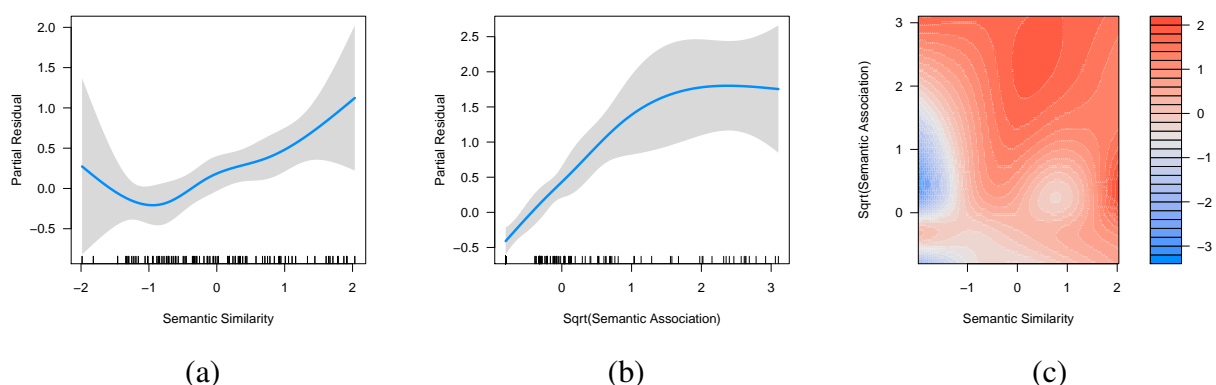 2.0
1.5
1.0
0.5
0.0
−0.5
Partial Residual
−2 −1 0 1 2
Semantic Similarity
(a)
2.5
2.0
1.5
1.0
0.5
0.0
−0.5
Partial Residual
0 1 2 3
Sqrt(Semantic Association)
(b)
3
2
1
0
Sqrt(Semantic Association)
−1 0 1 2
Semantic Similarity
2
1
0
−1
−2
−3
(c)